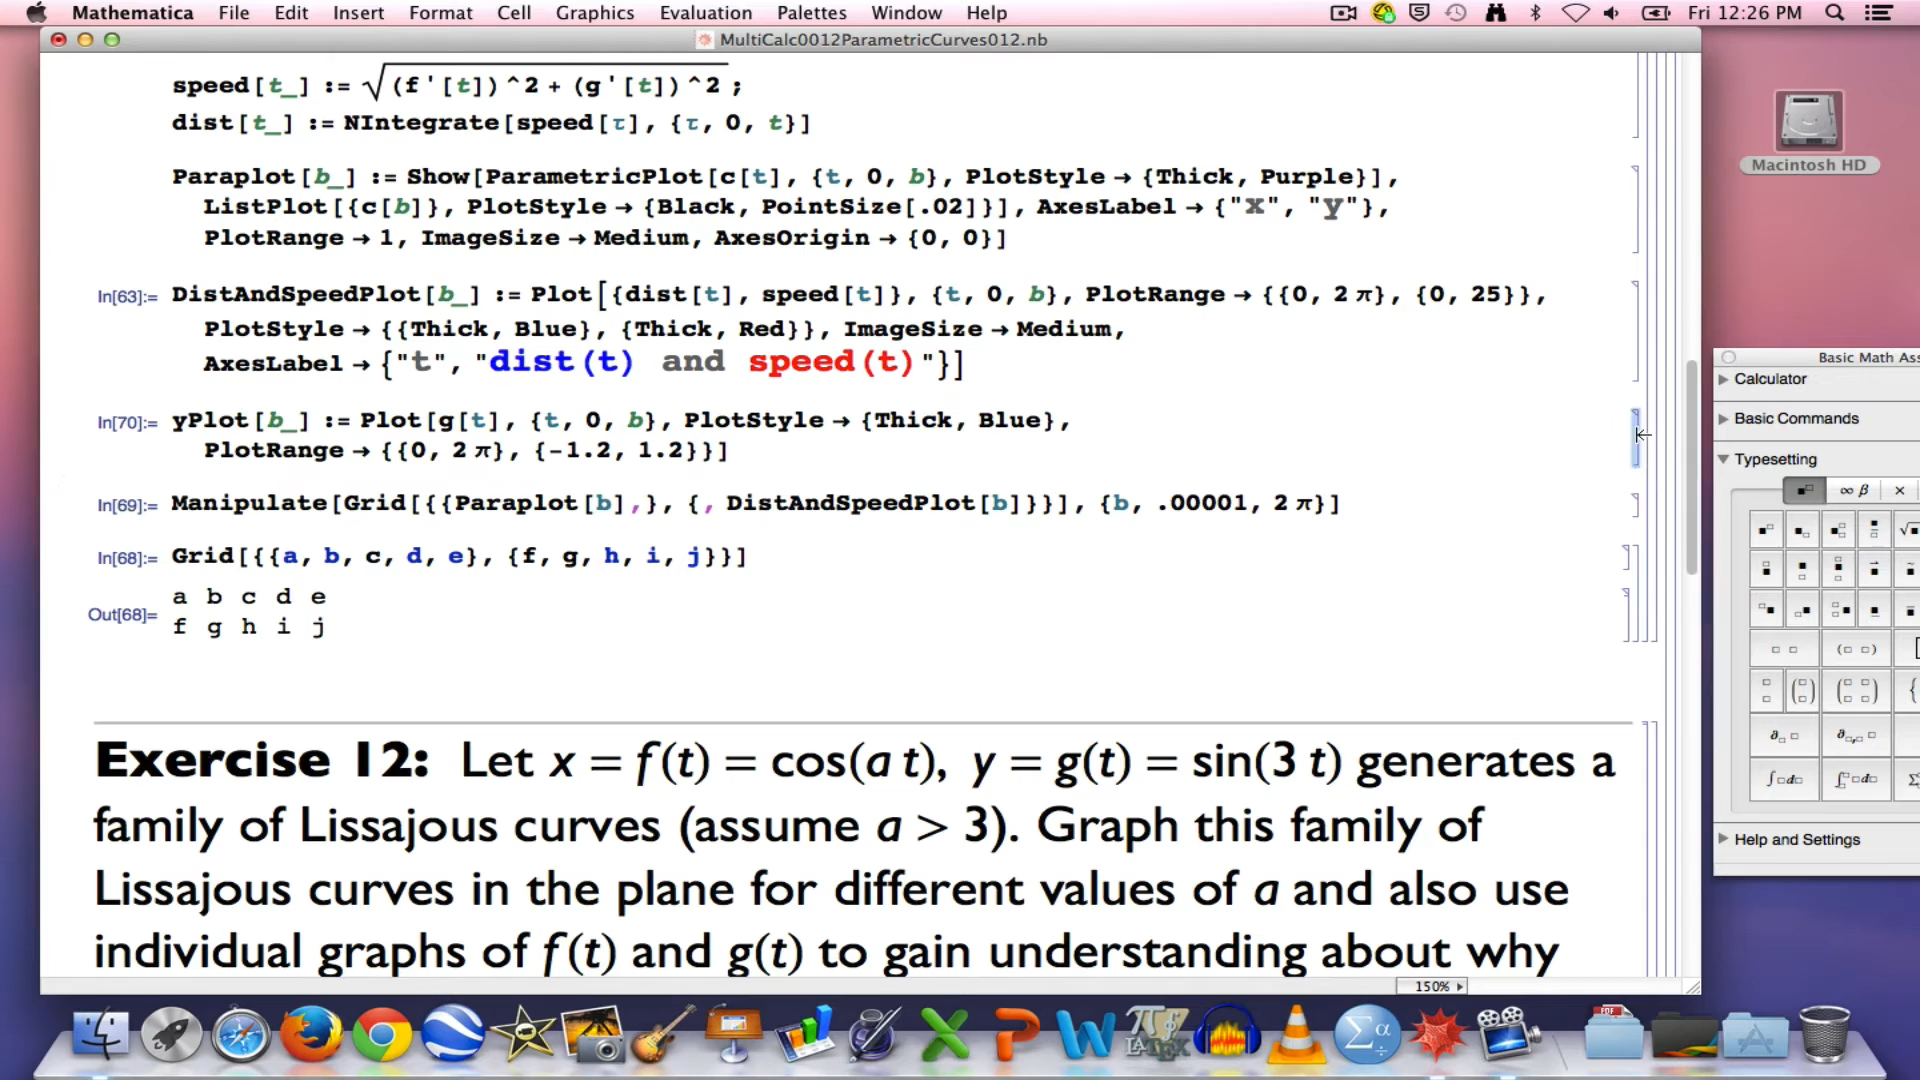 Mathematica File Edit Insert Format Cell Graphics Evaluation Palettes Window Help Fri 12:26 PM
MultiCalc0012ParametricCurves012.nb
speed[t_] := √(f'[t])^2 + (g'[t])^2 ;
dist[t_] := NIntegrate[speed[τ], {τ, 0, t}]
Paraplot[b_] := Show[ParametricPlot[c[t], {t, 0, b}, PlotStyle → {Thick, Purple}],
ListPlot[{c[b]}, PlotStyle → {Black, PointSize[.02]}], AxesLabel → {"x", "y"},
PlotRange → 1, ImageSize → Medium, AxesOrigin → {0, 0}]
In[63]:= DistAndSpeedPlot[b_] := Plot[{dist[t], speed[t]}, {t, 0, b}, PlotRange → {{0, 2 π}, {0, 25}},
PlotStyle → {{Thick, Blue}, {Thick, Red}}, ImageSize → Medium,
AxesLabel → {"t", "dist(t) and speed(t)"}]
In[70]:= yPlot[b_] := Plot[g[t], {t, 0, b}, PlotStyle → {Thick, Blue},
PlotRange → {{0, 2 π}, {-1.2, 1.2}}]
In[69]:= Manipulate[Grid[{{Paraplot[b],}, {, DistAndSpeedPlot[b]}}], {b, .00001, 2 π}]
In[68]:= Grid[{{a, b, c, d, e}, {f, g, h, i, j}}]
Out[68]= a b c d e
f g h i j
Exercise 12: Let x = f(t) = cos(a t), y = g(t) = sin(3 t) generates a
family of Lissajous curves (assume a > 3). Graph this family of
Lissajous curves in the plane for different values of a and also use
individual graphs of f(t) and g(t) to gain understanding about why
150%
Macintosh HD
Basic Math Ass
Calculator
Basic Commands
Typesetting
∞ β ×
Help and Settings